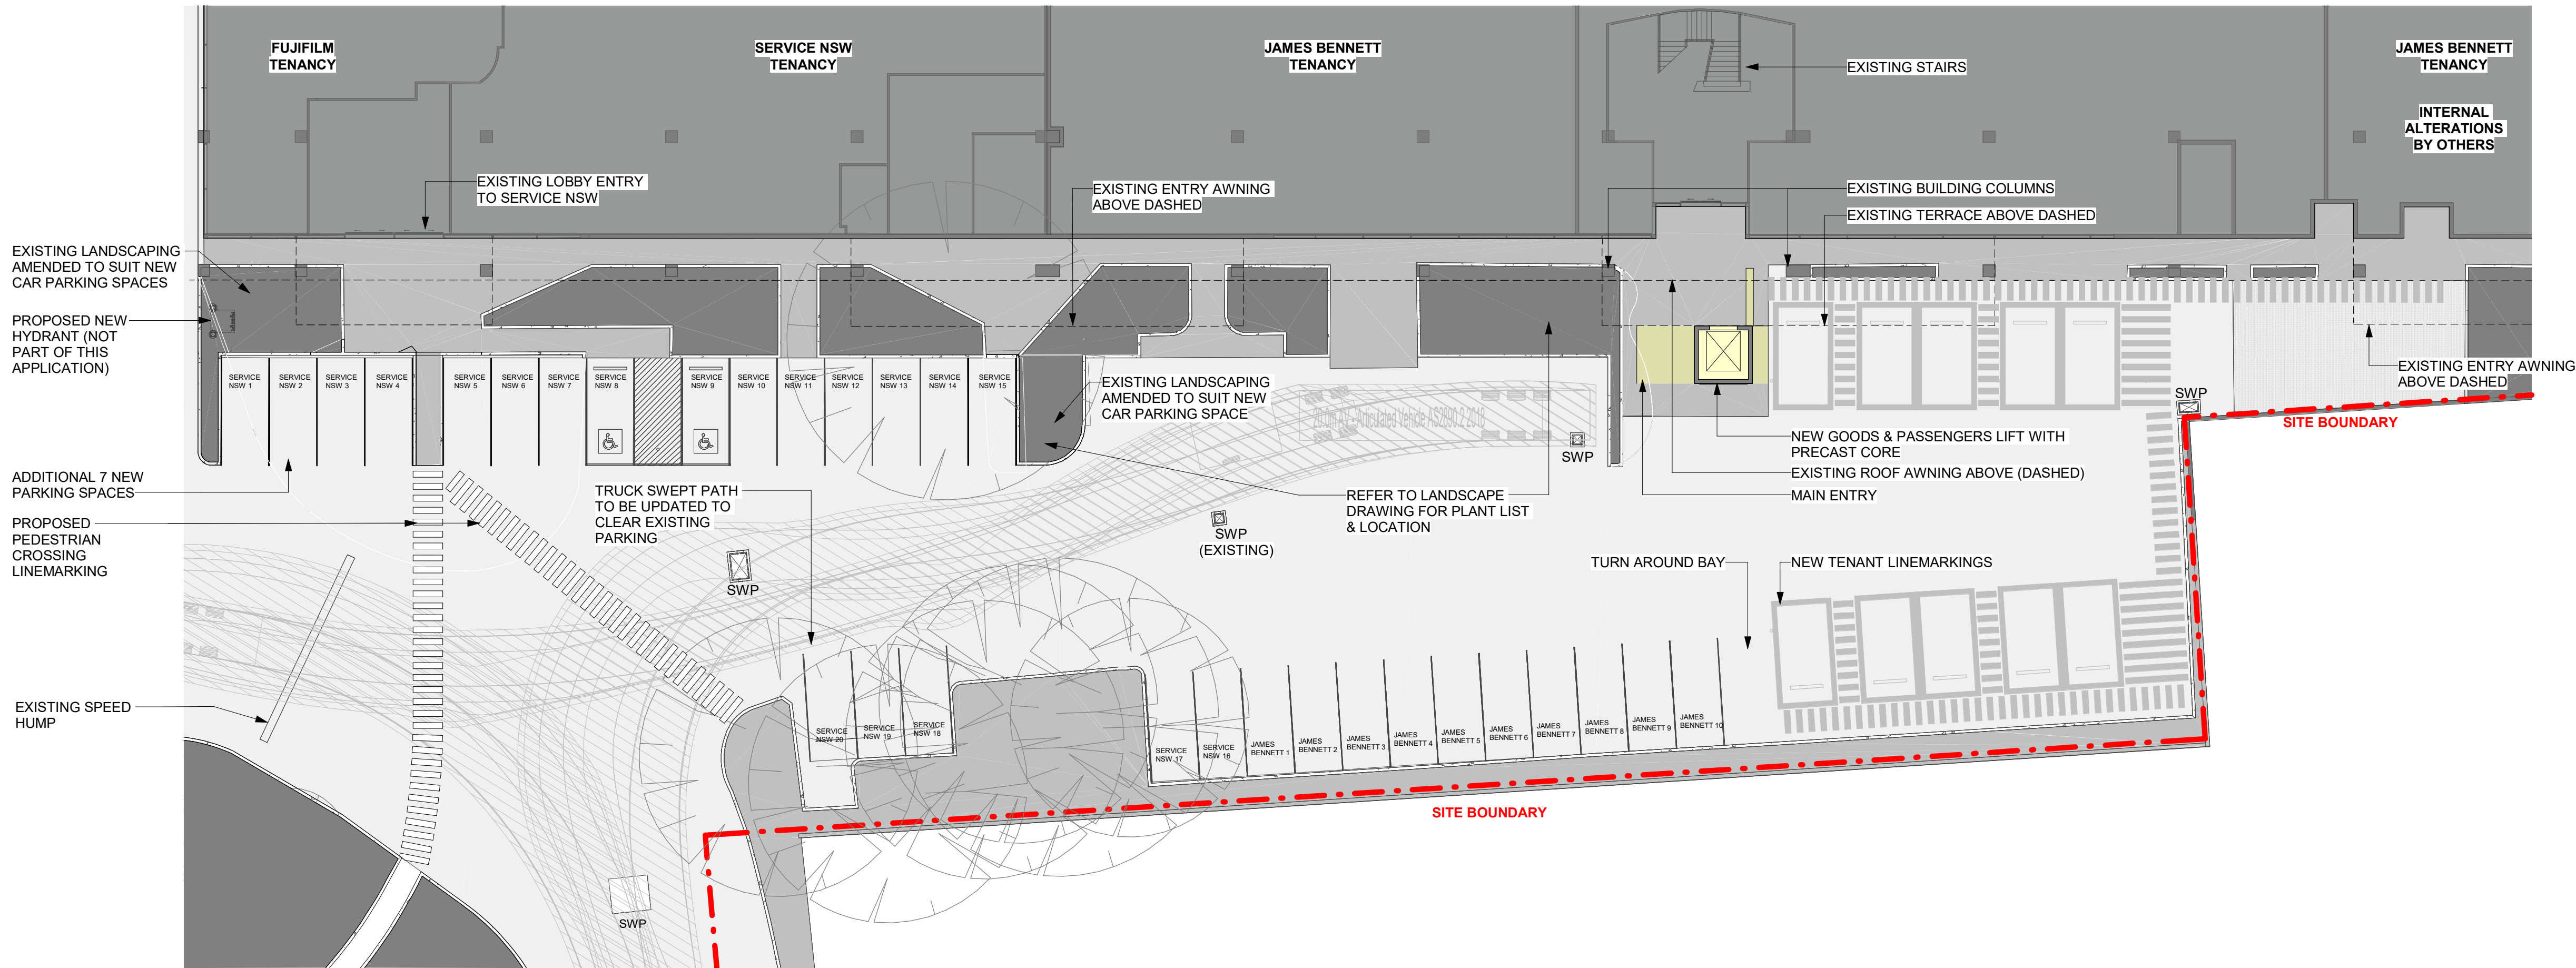 FUJIFILM
TENANCY
SERVICE NSW
TENANCY
JAMES BENNETT
TENANCY
EXISTING STAIRS
JAMES BENNETT
TENANCY
INTERNAL
ALTERATIONS
BY OTHERS
EXISTING LOBBY ENTRY
TO SERVICE NSW
EXISTING ENTRY AWNING
ABOVE DASHED
EXISTING BUILDING COLUMNS
EXISTING TERRACE ABOVE DASHED
EXISTING LANDSCAPING
AMENDED TO SUIT NEW
CAR PARKING SPACES
PROPOSED NEW
HYDRANT (NOT
PART OF THIS
APPLICATION)
EXISTING ENTRY AWNING
ABOVE DASHED
SERVICE
NSW 1
SERVICE
NSW 2
SERVICE
NSW 3
SERVICE
NSW 4
SERVICE
NSW 5
SERVICE
NSW 6
SERVICE
NSW 7
SERVICE
NSW 8
SERVICE
NSW 9
SERVICE
NSW 10
SERVICE
NSW 11
SERVICE
NSW 12
SERVICE
NSW 13
SERVICE
NSW 14
SERVICE
NSW 15
EXISTING LANDSCAPING
AMENDED TO SUIT NEW
CAR PARKING SPACE
20.0m AV - Articulated Vehicle AS2890.2 2018
SWP
SWP
SITE BOUNDARY
NEW GOODS & PASSENGERS LIFT WITH
PRECAST CORE
EXISTING ROOF AWNING ABOVE (DASHED)
MAIN ENTRY
ADDITIONAL 7 NEW
PARKING SPACES
PROPOSED
PEDESTRIAN
CROSSING
LINEMARKING
TRUCK SWEPT PATH
TO BE UPDATED TO
CLEAR EXISTING
PARKING
REFER TO LANDSCAPE
DRAWING FOR PLANT LIST
& LOCATION
SWP
(EXISTING)
SWP
TURN AROUND BAY
NEW TENANT LINEMARKINGS
EXISTING SPEED
HUMP
SERVICE
NSW 20
SERVICE
NSW 19
SERVICE
NSW 18
SERVICE
NSW 17
SERVICE
NSW 16
JAMES
BENNETT 1
JAMES
BENNETT 2
JAMES
BENNETT 3
JAMES
BENNETT 4
JAMES
BENNETT 5
JAMES
BENNETT 6
JAMES
BENNETT 7
JAMES
BENNETT 8
JAMES
BENNETT 9
JAMES
BENNETT 10
SITE BOUNDARY
SWP